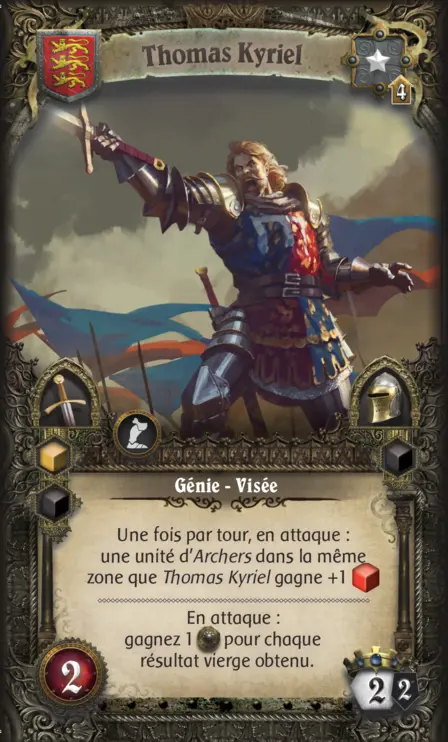 Thomas Kyriel
4
Génie - Visée
Une fois par tour, en attaque :
une unité d'Archers dans la même
zone que Thomas Kyriel gagne +1
En attaque :
gagnez 1 pour chaque
résultat vierge obtenu.
2
2 2